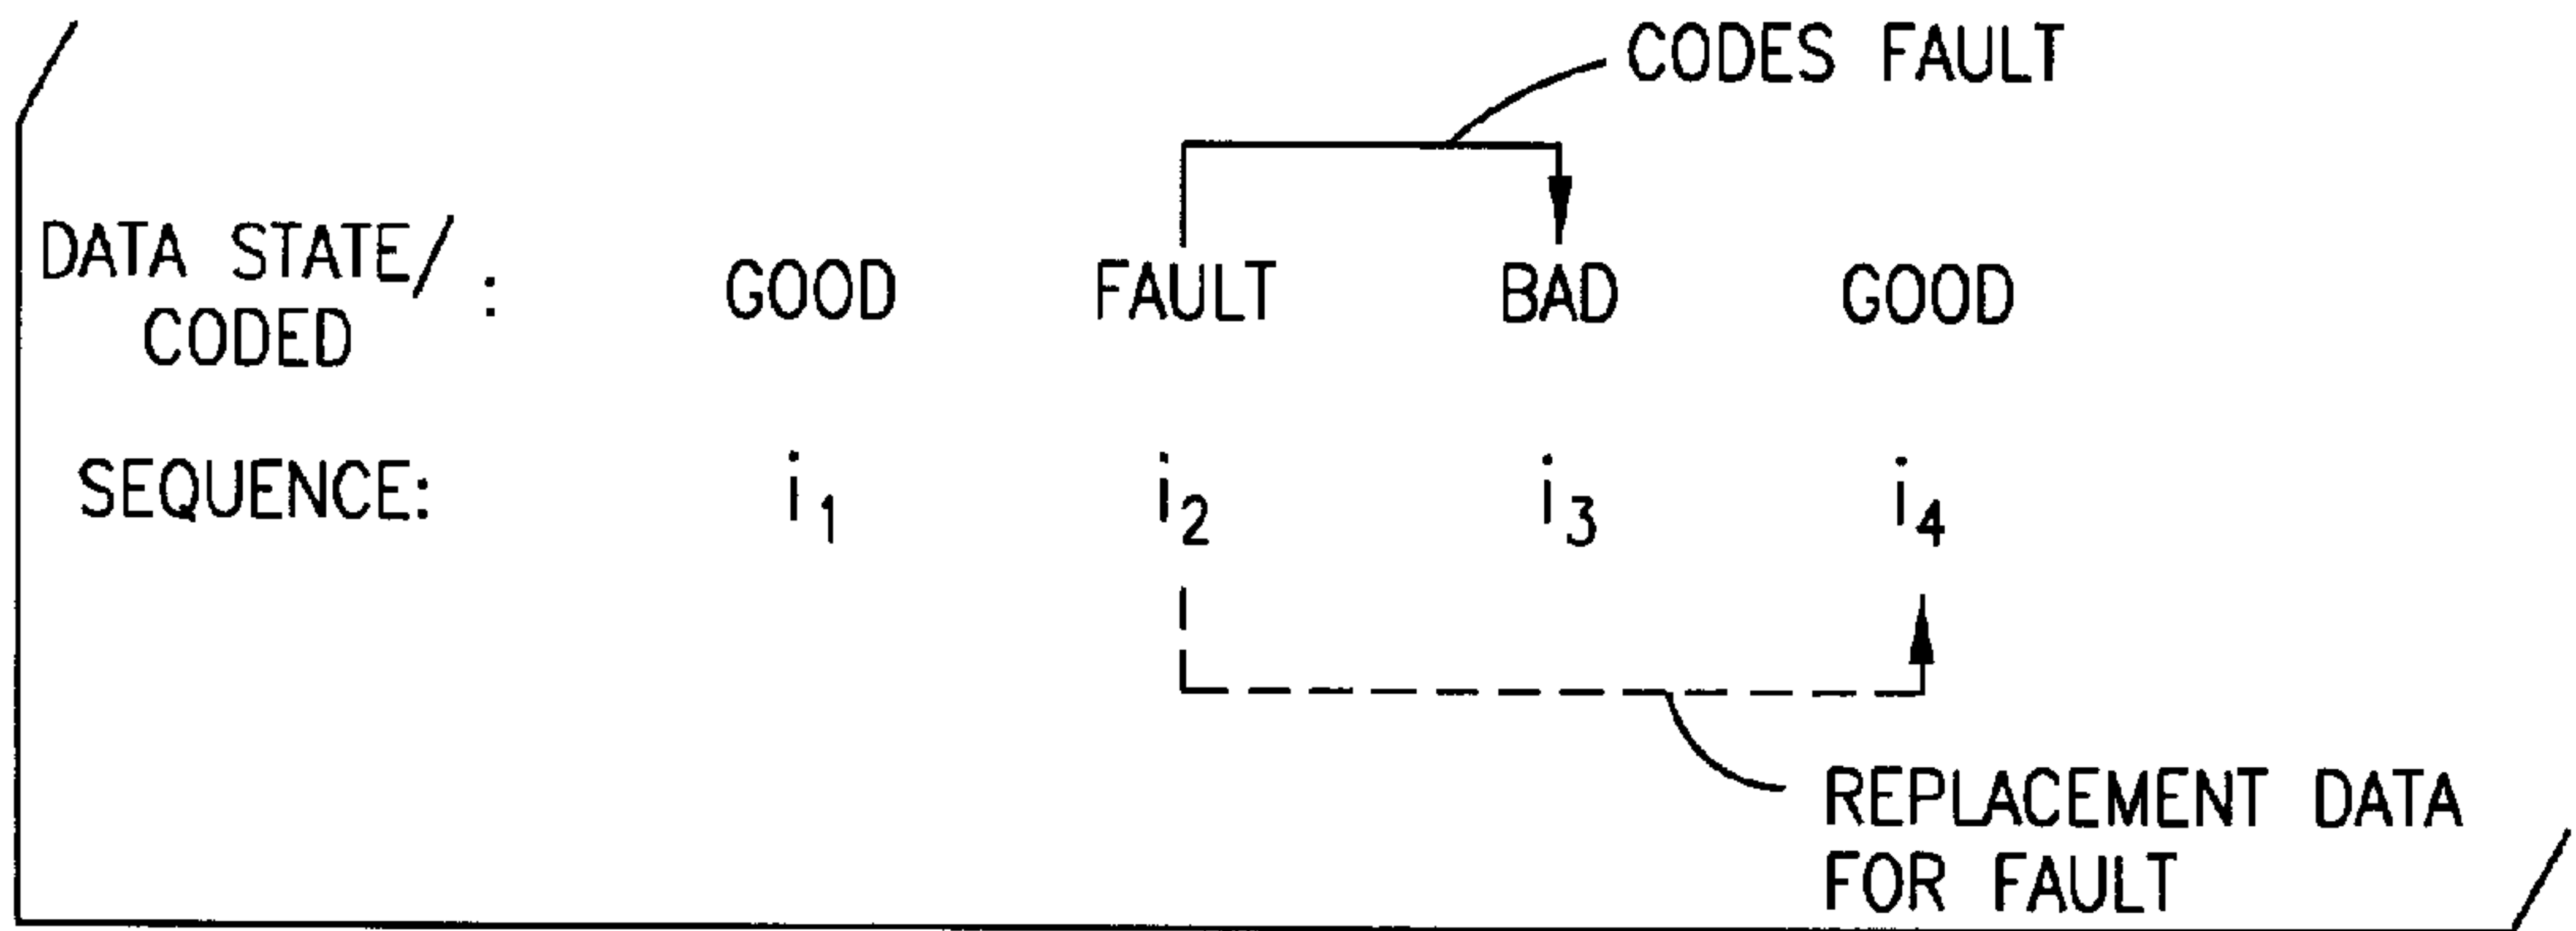 CODES FAULT
DATA STATE/ : GOOD FAULT BAD GOOD
CODED
SEQUENCE: i1 i2 i3 i4
REPLACEMENT DATA
FOR FAULT